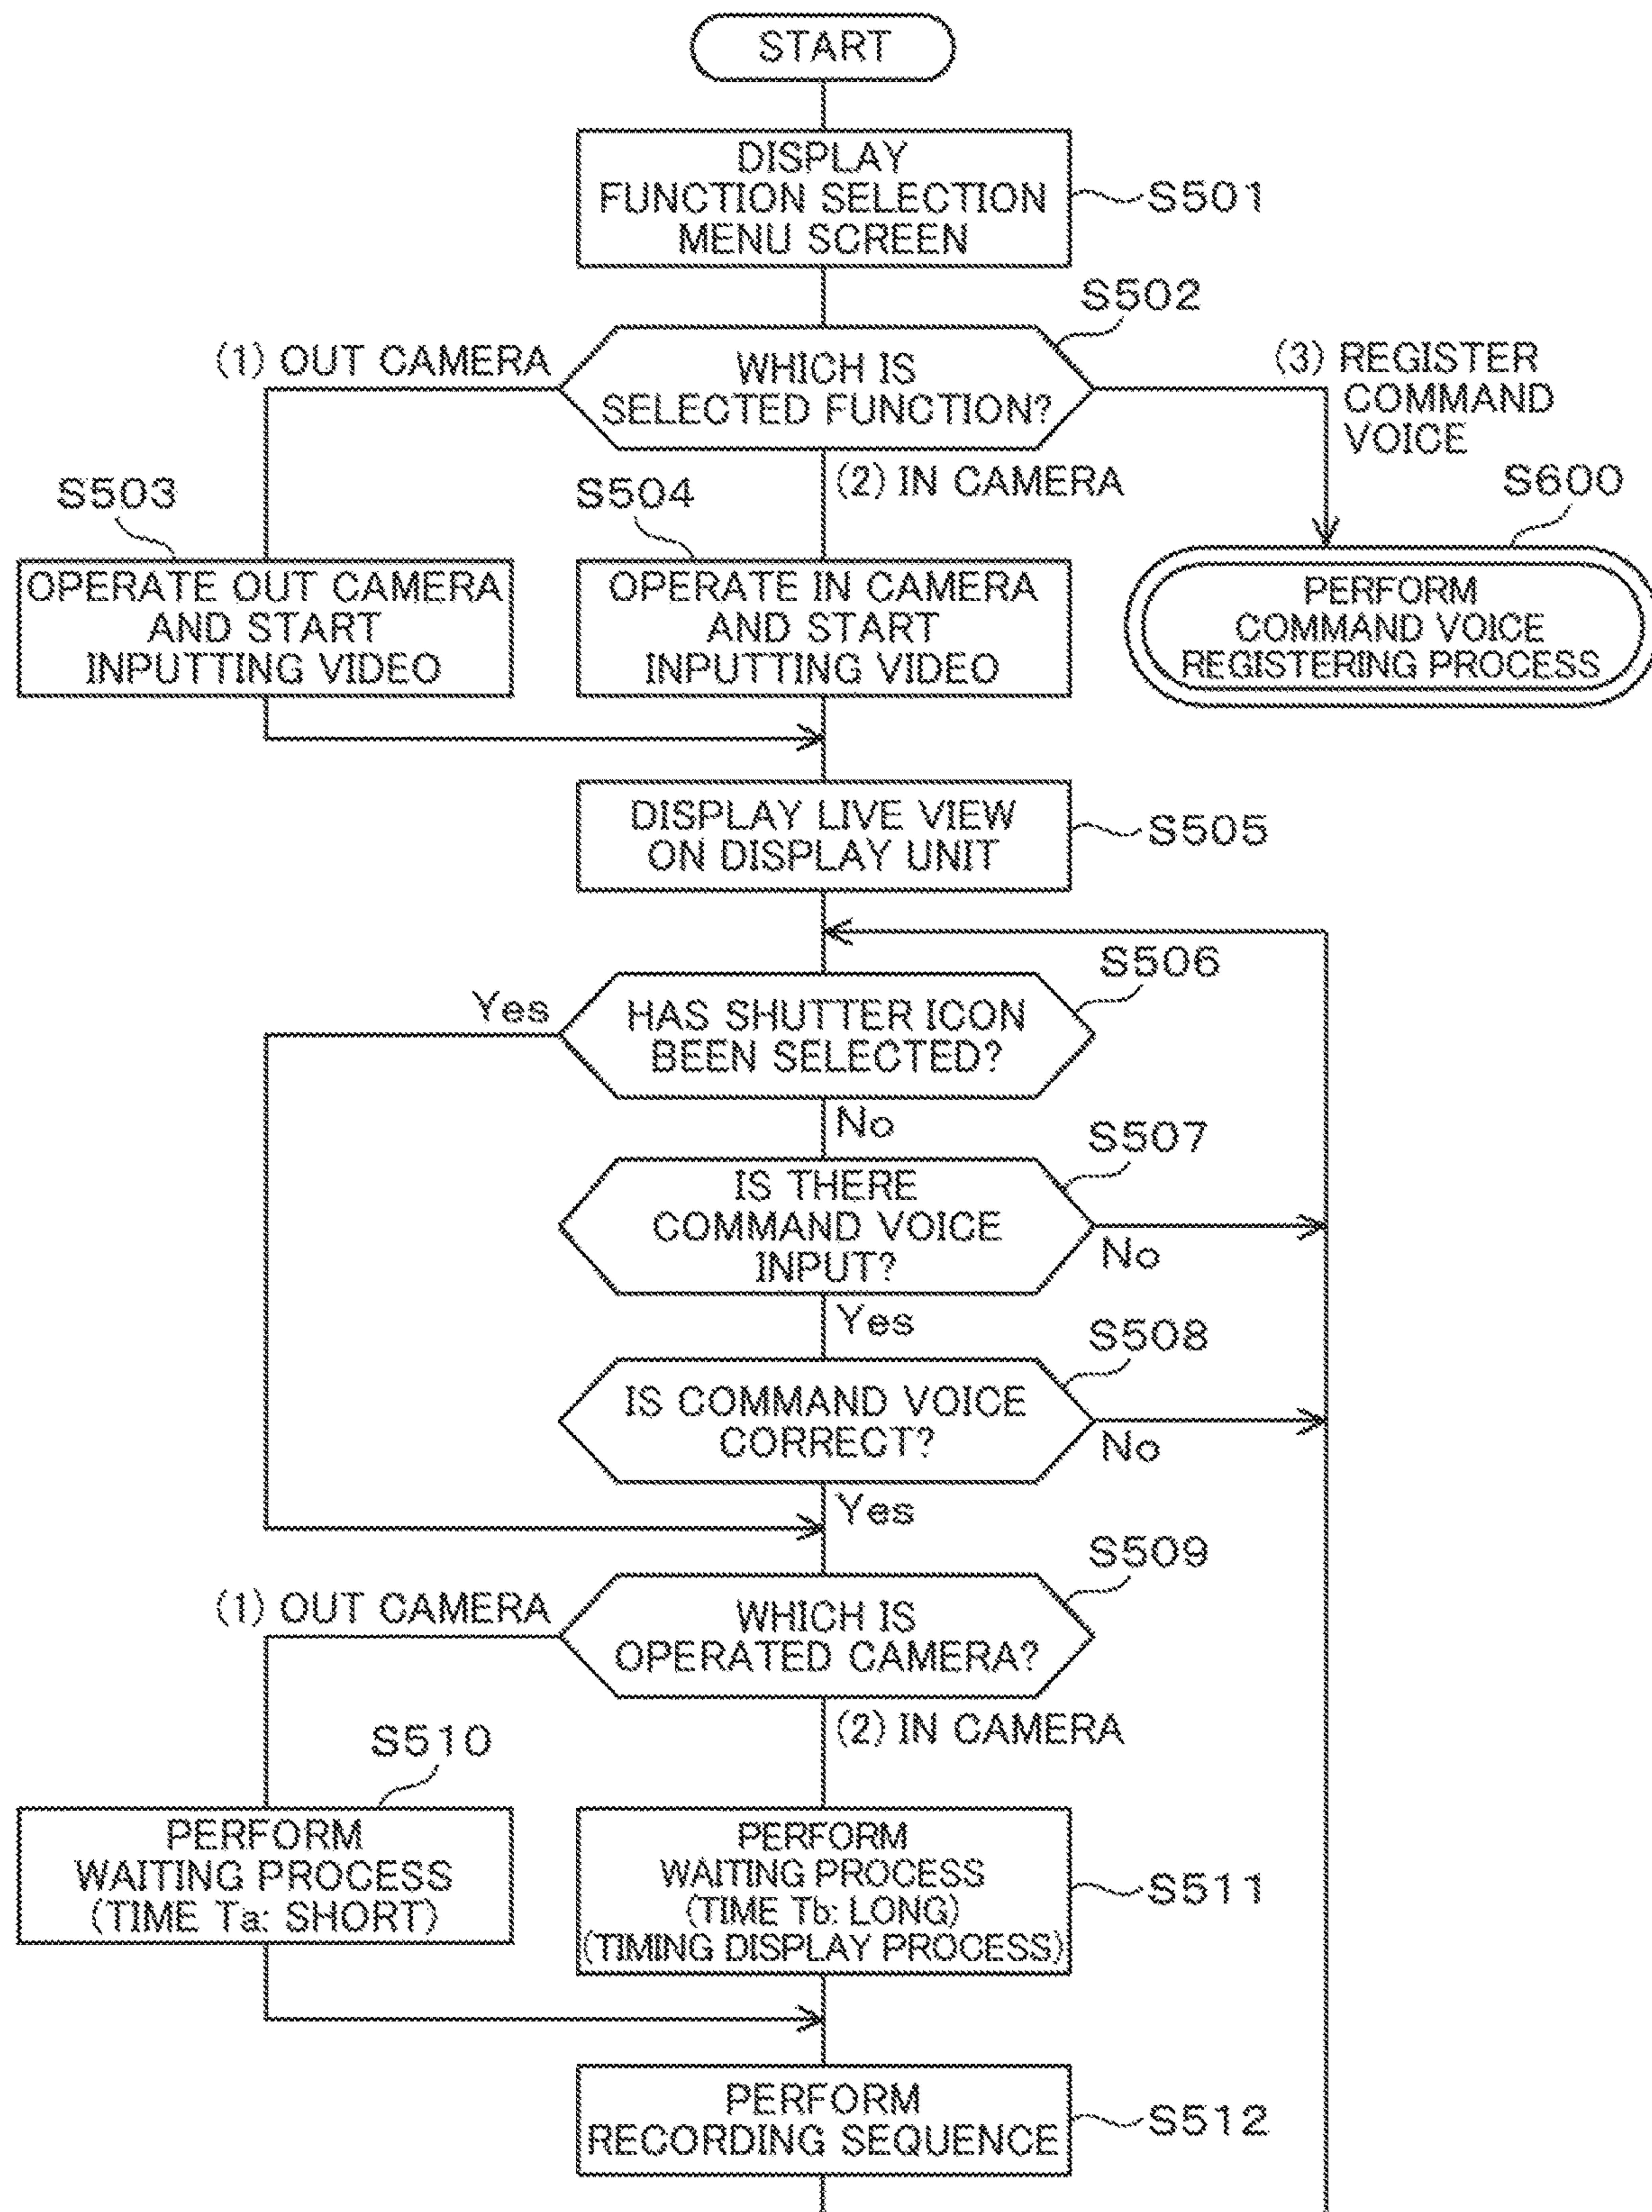 START
DISPLAY
FUNCTION SELECTION
MENU SCREEN
S501
S502
(1) OUT CAMERA
WHICH IS
SELECTED FUNCTION?
(3) REGISTER
COMMAND
VOICE
(2) IN CAMERA
S503
S504
S600
OPERATE OUT CAMERA
AND START
INPUTTING VIDEO
OPERATE IN CAMERA
AND START
INPUTTING VIDEO
PERFORM
COMMAND VOICE
REGISTERING PROCESS
DISPLAY LIVE VIEW
ON DISPLAY UNIT
S505
S506
Yes
HAS SHUTTER ICON
BEEN SELECTED?
No
S507
IS THERE
COMMAND VOICE
INPUT?
No
Yes
S508
IS COMMAND VOICE
CORRECT?
No
Yes
S509
(1) OUT CAMERA
WHICH IS
OPERATED CAMERA?
(2) IN CAMERA
S510
PERFORM
WAITING PROCESS
(TIME Ta: SHORT)
PERFORM
WAITING PROCESS
(TIME Tb: LONG)
(TIMING DISPLAY PROCESS)
S511
PERFORM
RECORDING SEQUENCE
S512